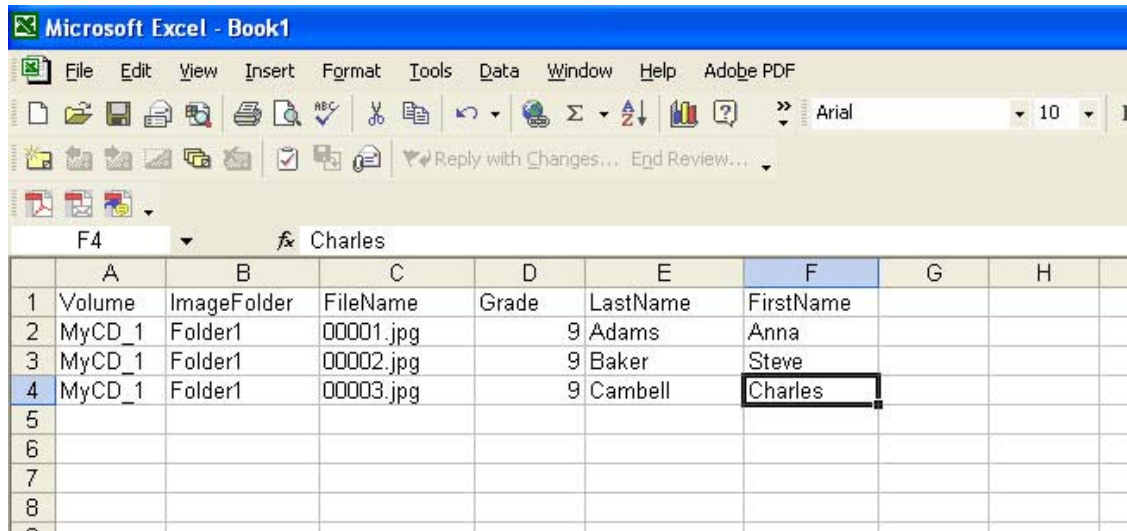 Microsoft Excel - Book1
File Edit View Insert Format Tools Data Window Help Adobe PDF
ABC Σ A Z ? » Arial 10
Reply with Changes... End Review...
F4 fx Charles
A B C D E F G H
1 Volume ImageFolder FileName Grade LastName FirstName
2 MyCD_1 Folder1 00001.jpg 9 Adams Anna
3 MyCD_1 Folder1 00002.jpg 9 Baker Steve
4 MyCD_1 Folder1 00003.jpg 9 Cambell Charles
5
6
7
8